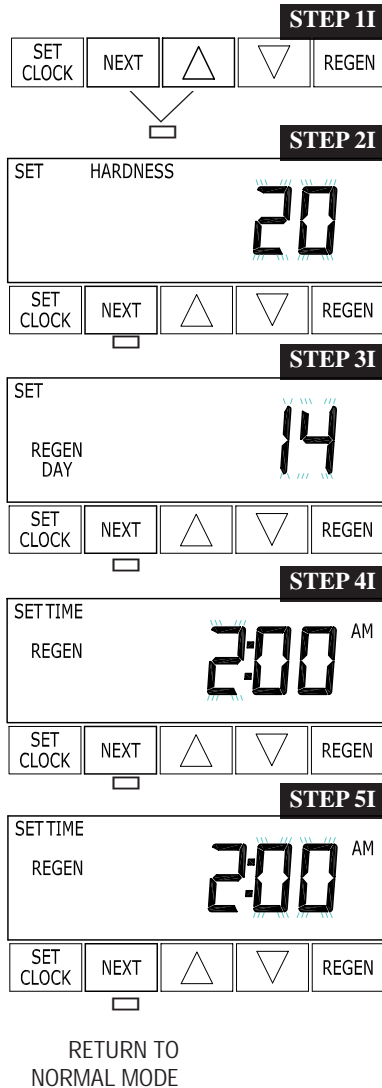 STEP 1I
SET CLOCK NEXT REGEN
STEP 2I
SET HARDNESS
20
SET CLOCK NEXT REGEN
STEP 3I
SET
14
REGEN DAY
SET CLOCK NEXT REGEN
STEP 4I
SET TIME
REGEN 2:00 AM
SET CLOCK NEXT REGEN
STEP 5I
SET TIME
REGEN 2:00 AM
SET CLOCK NEXT REGEN
RETURN TO
NORMAL MODE